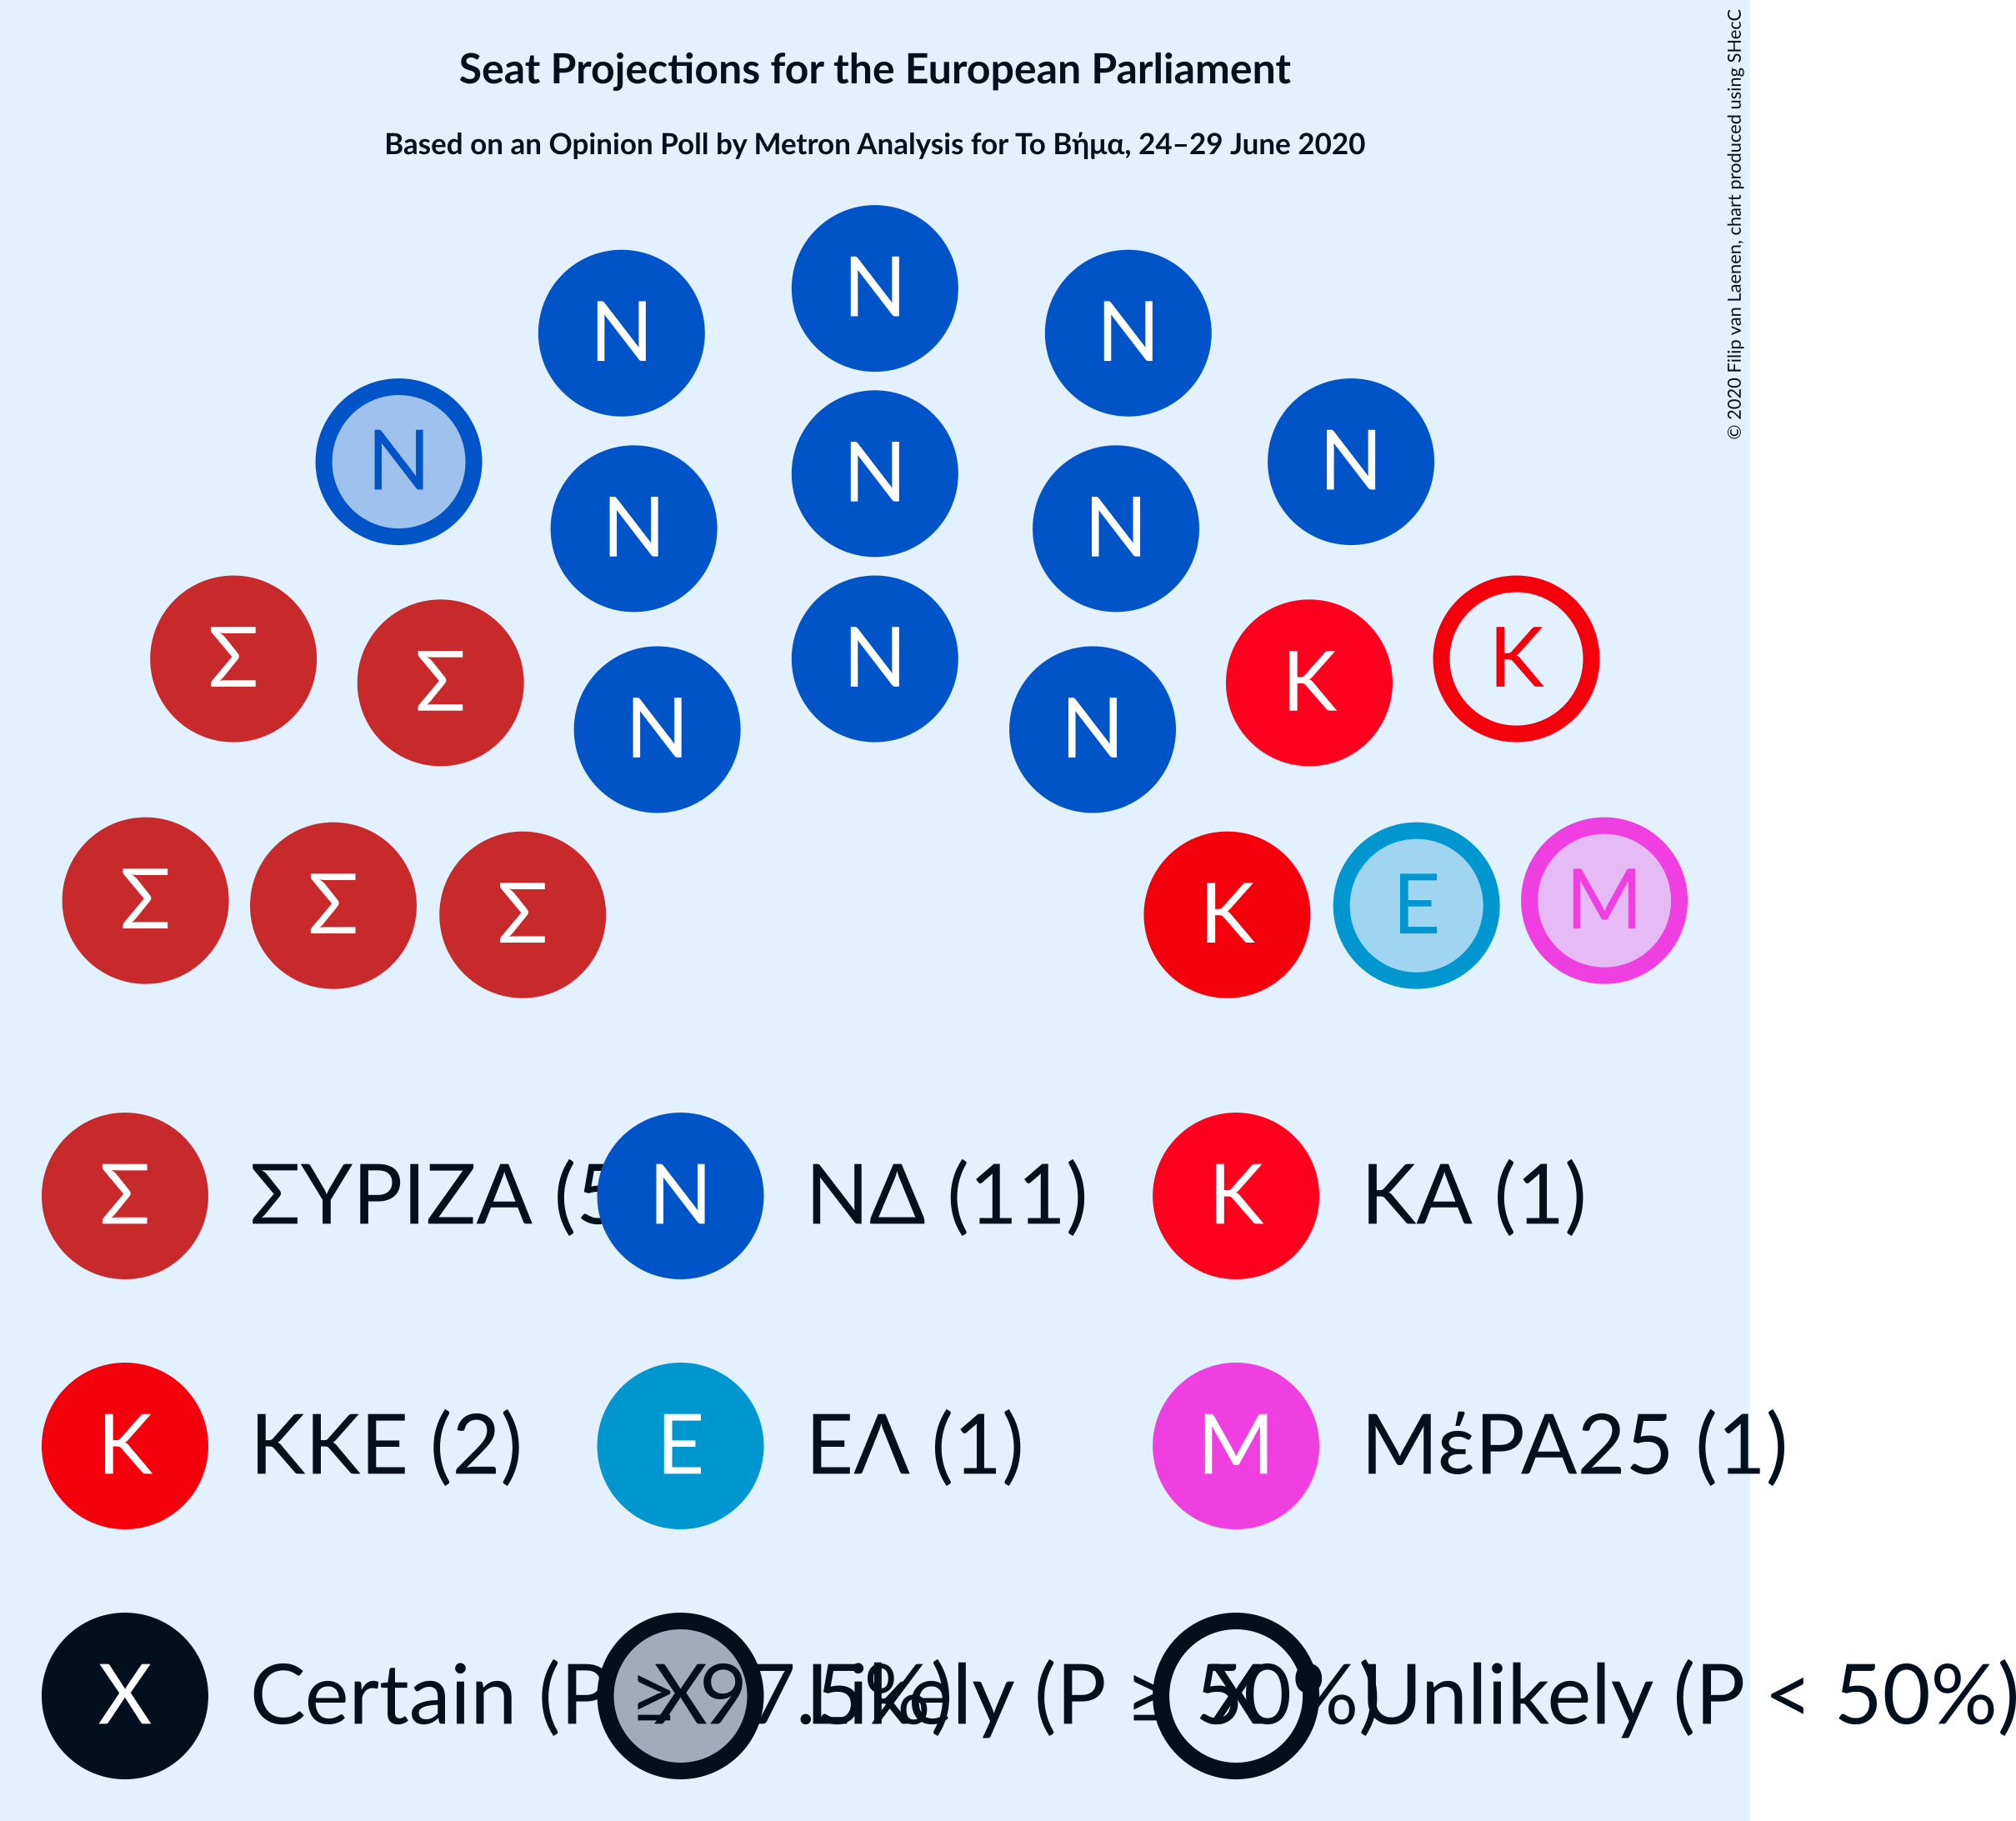 Seat Projections for the European Parliament
Based on an Opinion Poll by Metron Analysis for To Βήμα, 24–29 June 2020
© 2020 Filip van Laenen, chart produced using SHecC
N
N N
N N
N
N N
Σ Σ N K K
N N
Σ Σ Σ K Ε M
Σ ΣΥΡΙΖΑ (5 N ΝΔ (11) K ΚΑ (1)
K ΚΚΕ (2) Ε ΕΛ (1) M ΜέΡΑ25 (1)
X Certain (P ≥ 97.5%) X Likely (P ≥ 50%) X Unlikely (P < 50%)